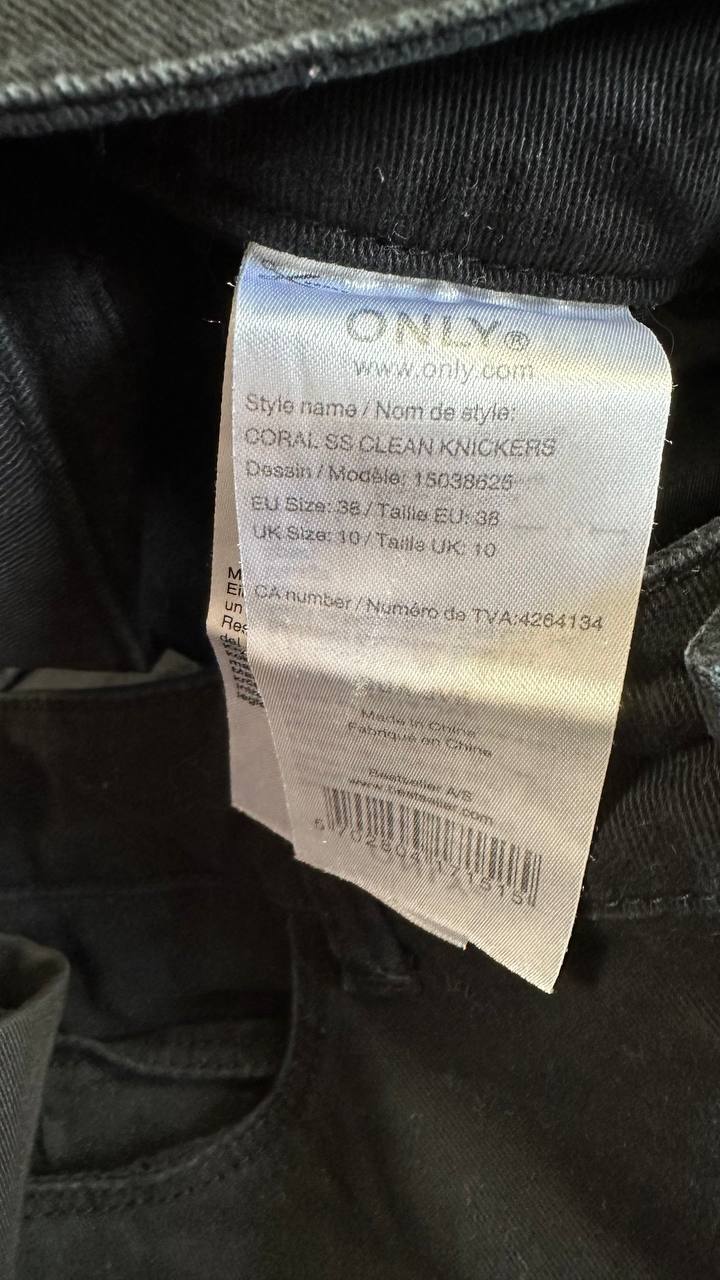 ONLY®
www.only.com
Style name / Nom de style:
CORAL SS CLEAN KNICKERS
Dessin / Modèle: 15038625
EU Size: 38 / Taille EU: 38
UK Size: 10 / Taille UK: 10
CA number / Numéro de TVA:4264134
Made in China
Fabriqué en Chine
Bestseller A/S
www.bestseller.com
un
del